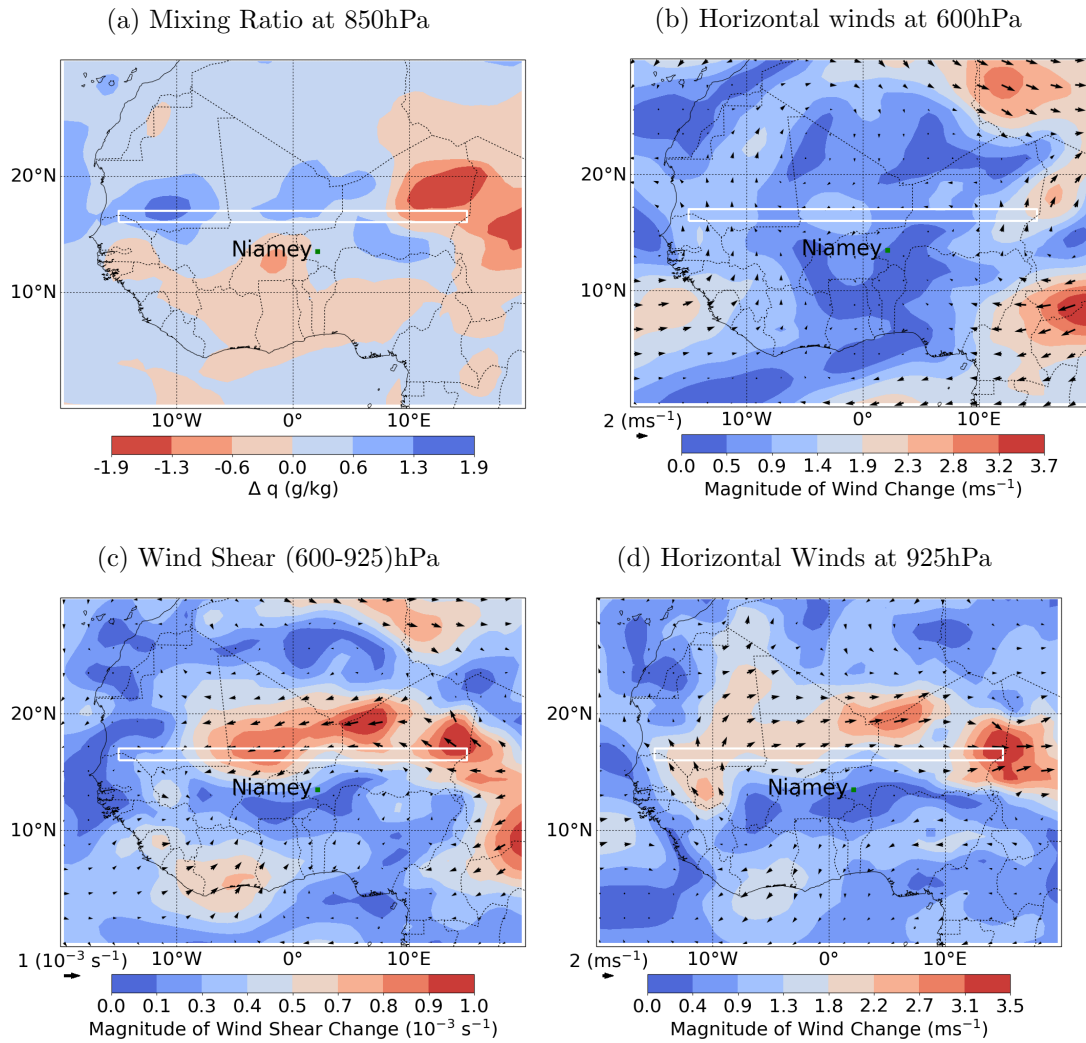 (a) Mixing Ratio at 850hPa
20°N
10°N
Niamey
10°W 0° 10°E
-1.9 -1.3 -0.6 0.0 0.6 1.3 1.9
Δ q (g/kg)
(b) Horizontal winds at 600hPa
20°N
10°N
Niamey
2 (ms⁻¹) 10°W 0° 10°E
0.0 0.5 0.9 1.4 1.9 2.3 2.8 3.2 3.7
Magnitude of Wind Change (ms⁻¹)
(c) Wind Shear (600-925)hPa
20°N
10°N
Niamey
1 (10⁻³ s⁻¹) 10°W 0° 10°E
0.0 0.1 0.3 0.4 0.5 0.7 0.8 0.9 1.0
Magnitude of Wind Shear Change (10⁻³ s⁻¹)
(d) Horizontal Winds at 925hPa
20°N
10°N
Niamey
2 (ms⁻¹) 10°W 0° 10°E
0.0 0.4 0.9 1.3 1.8 2.2 2.7 3.1 3.5
Magnitude of Wind Change (ms⁻¹)